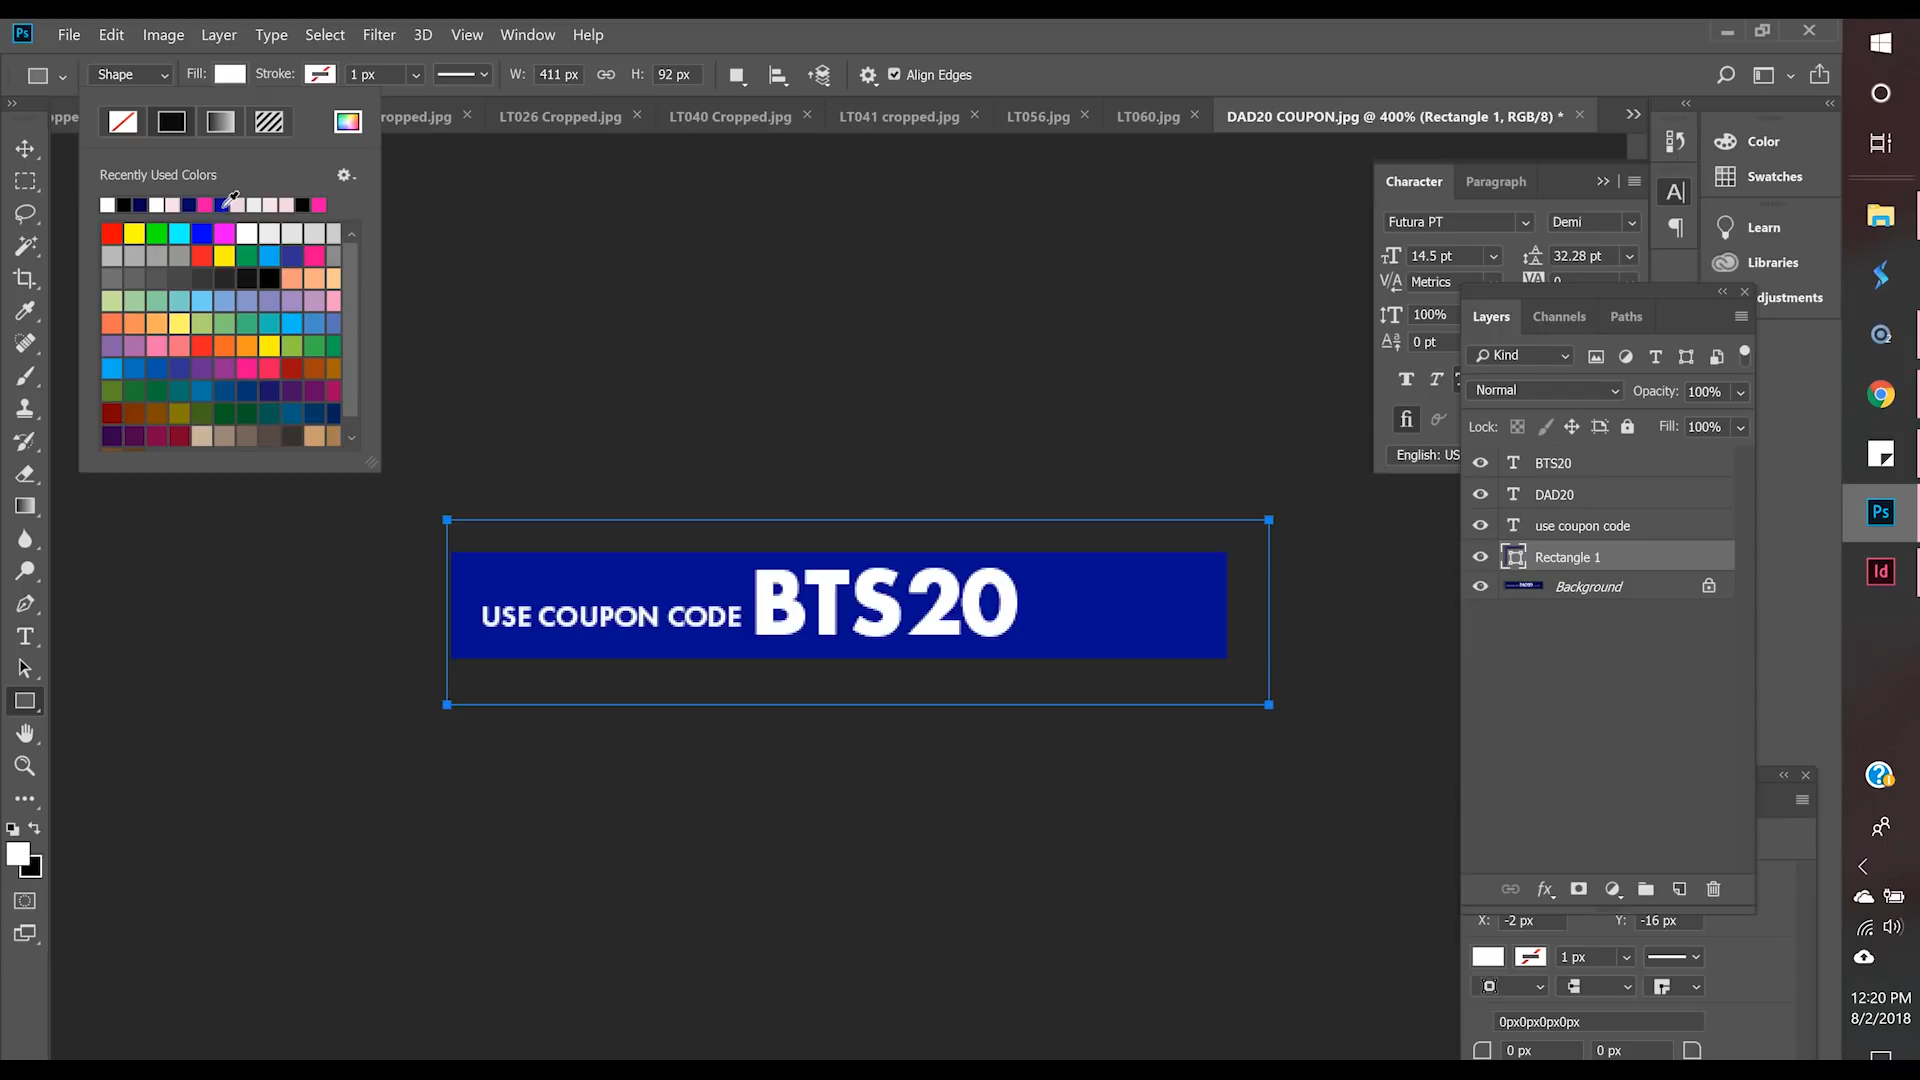 Ps File Edit Image Layer Type Select Filter 3D View Window Help
Shape Fill: Stroke: 1 px W: 411 px H: 92 px Align Edges
ropped.jpg × LT026 Cropped.jpg × LT040 Cropped.jpg × LT041 cropped.jpg × LT056.jpg × LT060.jpg × DAD20 COUPON.jpg @ 400% (Rectangle 1, RGB/8) * ×
Recently Used Colors
Character Paragraph
Futura PT Demi
14.5 pt 32.28 pt
Metrics 0
100%
0 pt
English: US
Color
Swatches
Learn
Libraries
djustments
Layers Channels Paths
Kind
Normal Opacity: 100%
Lock: Fill: 100%
BTS20
DAD20
use coupon code
Rectangle 1
Background
USE COUPON CODE BTS20
X: -2 px Y: -16 px
1 px
0px0px0px0px
0 px 0 px
Ps
Id
12:20 PM
8/2/2018